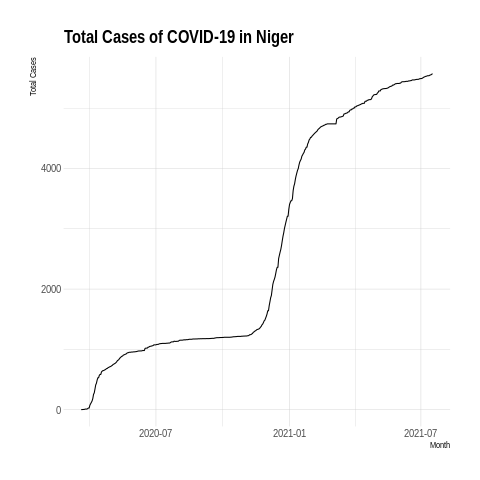 Total Cases of COVID-19 in Niger
Total Cases
4000
2000
0
2020-07
2021-01
2021-07
Month